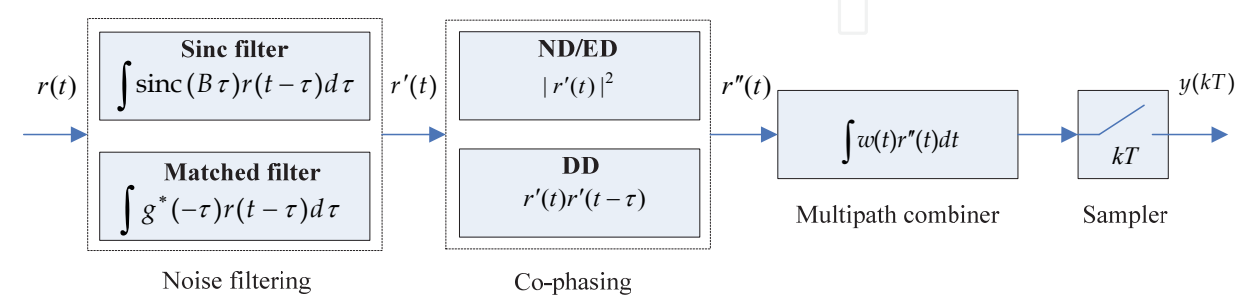 r(t)
Sinc filter
∫ sinc(Bτ)r(t − τ)dτ
Matched filter
∫ g*(−τ)r(t − τ)dτ
Noise filtering
r′(t)
ND/ED
|r′(t)|²
DD
r′(t)r′(t − τ)
Co-phasing
r″(t)
∫ w(t)r″(t)dt
Multipath combiner
kT
Sampler
y(kT)